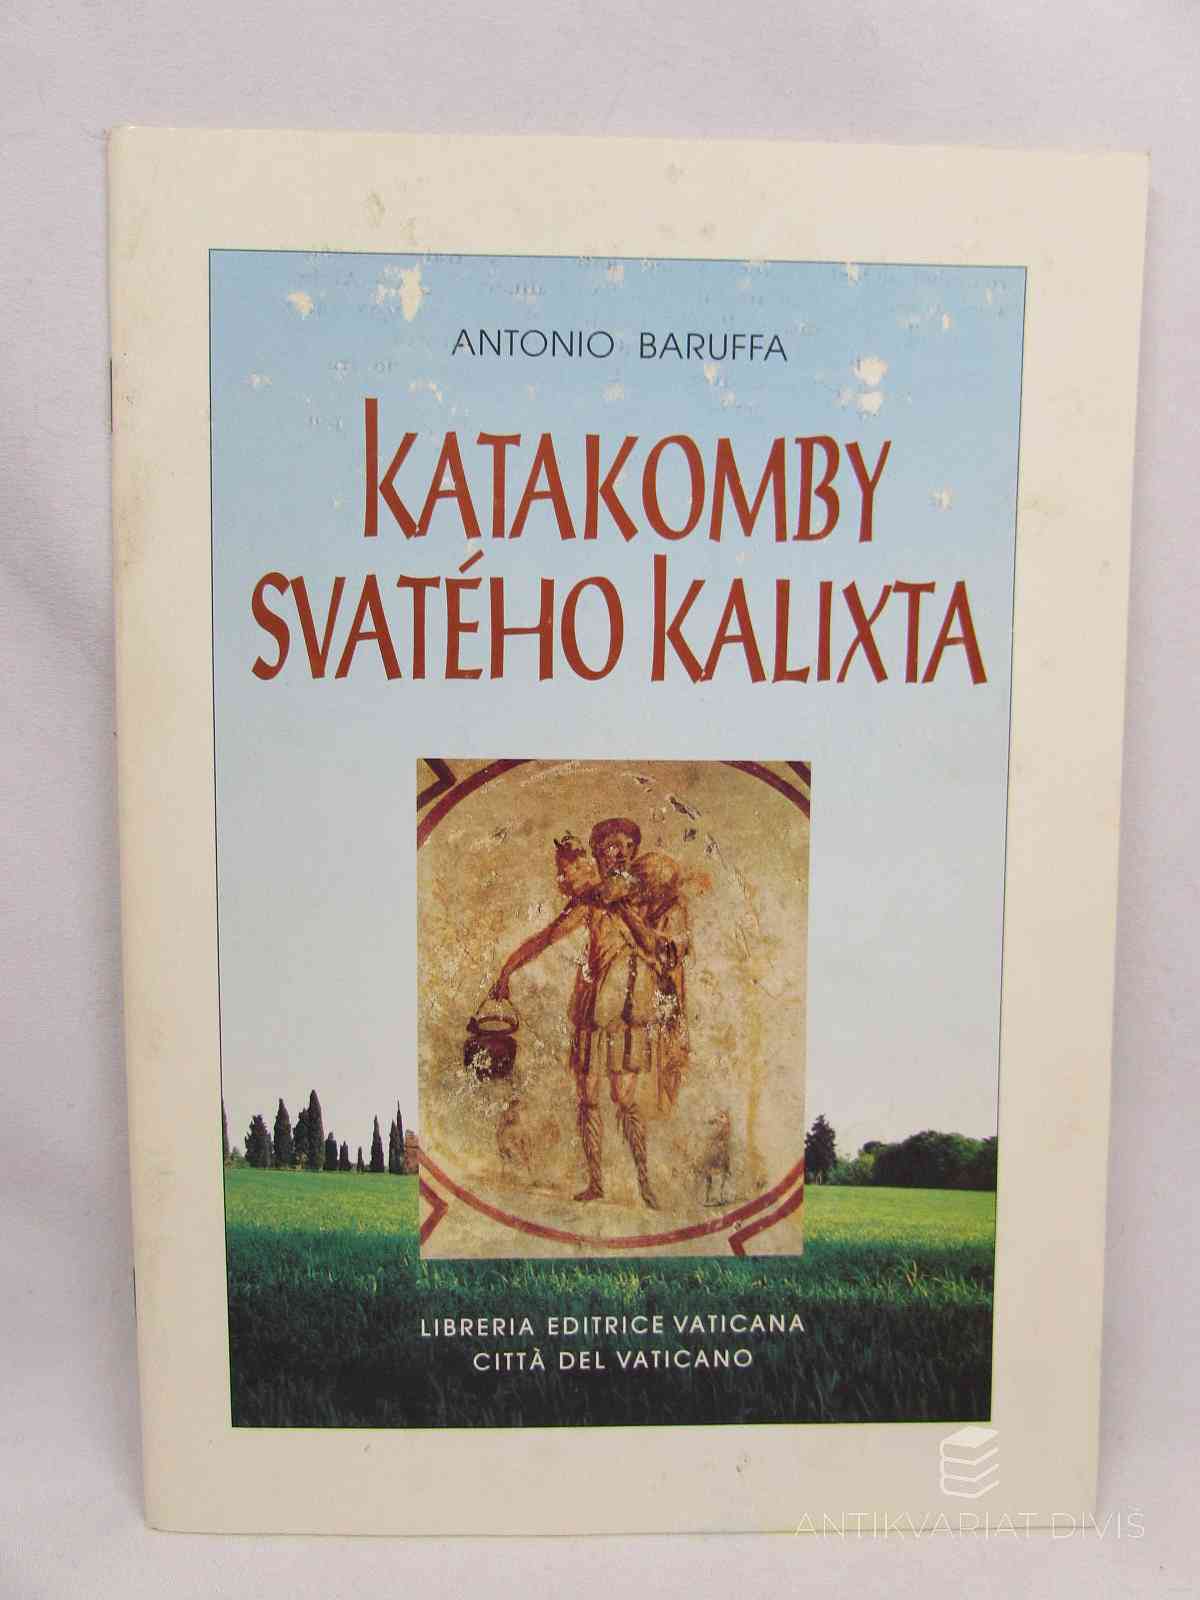 ANTONIO BARUFFA
KATAKOMBY
SVATÉHO KALIXTA
LIBRERIA EDITRICE VATICANA
CITTÀ DEL VATICANO
ANTIKVARIAT DIVIŠ